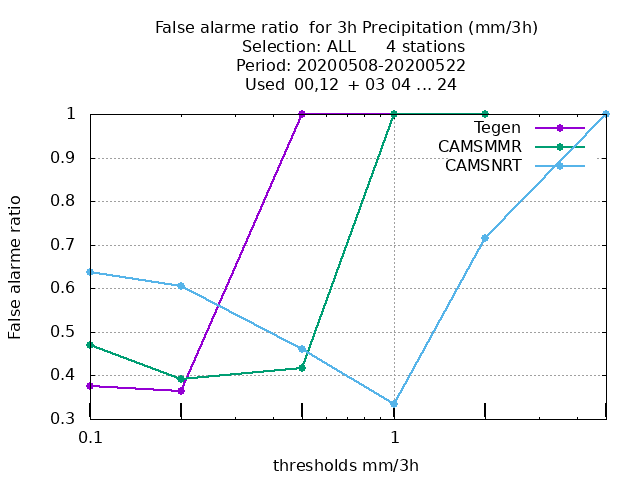 False alarme ratio  for 3h Precipitation (mm/3h)
Selection: ALL      4 stations
Period: 20200508-20200522
Used  00,12  + 03 04 ... 24
Tegen
CAMSMMR
CAMSNRT
False alarme ratio
1
0.9
0.8
0.7
0.6
0.5
0.4
0.3
0.1
1
thresholds mm/3h